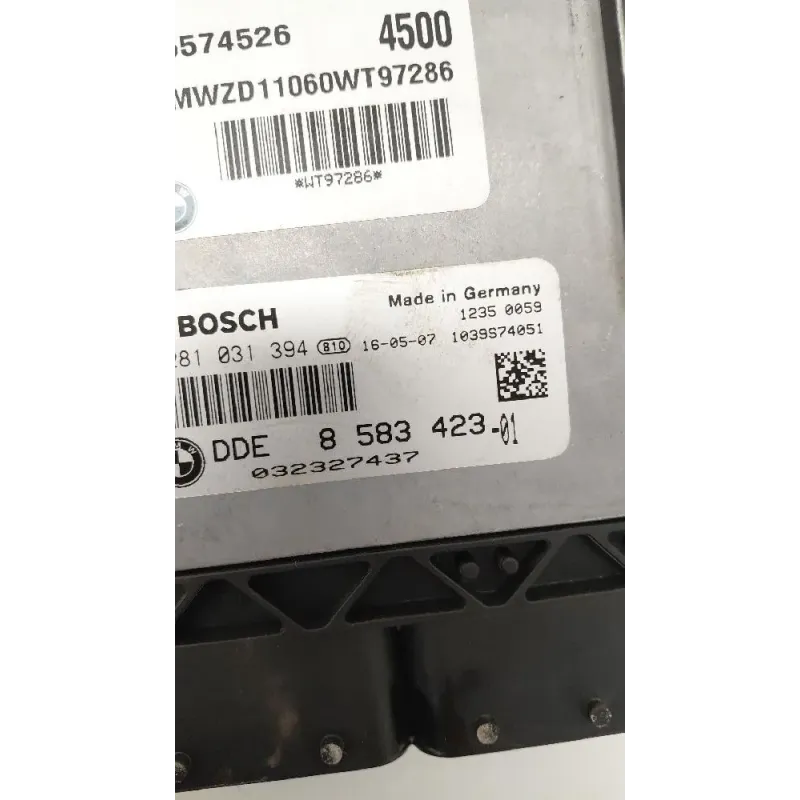 574526 4500
MWZD11060WT97286
*WT97286*
BOSCH
Made in Germany
1235 0059
281 031 394 B10 16-05-07 1039S74051
DDE 8 583 423-01
032327437